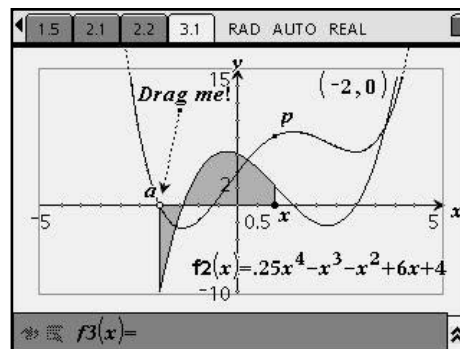 1.5 2.1 2.2 3.1 RAD AUTO REAL
15 y
Drag me! (-2,0)
p
a
2
x x
-5 0.5 5
f2(x)=.25x⁴-x³-x²+6x+4
-10
f3(x)=